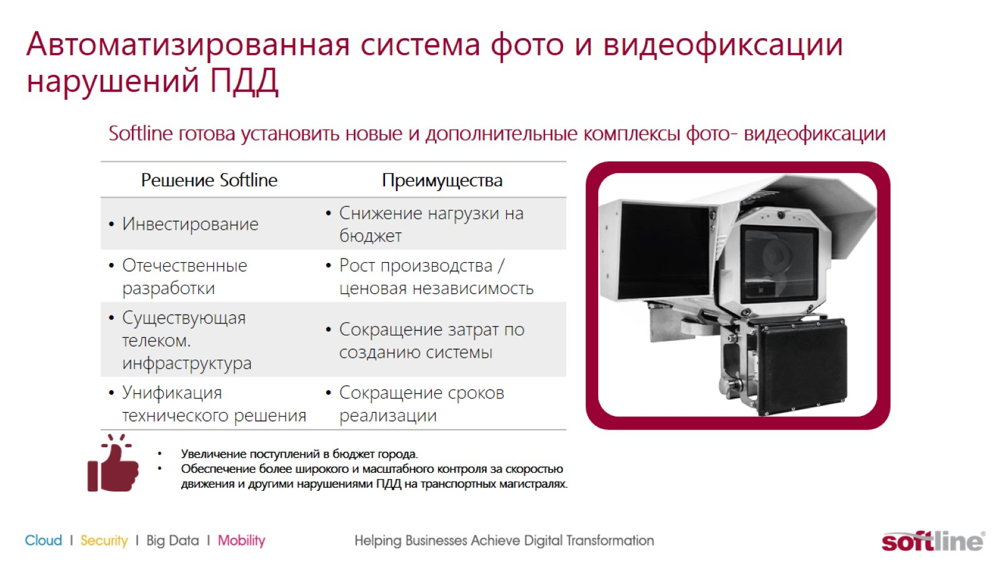 Автоматизированная система фото и видеофиксации
нарушений ПДД
Softline готова установить новые и дополнительные комплексы фото- видеофиксации
Решение Softline
Преимущества
• Инвестирование
• Снижение нагрузки на
бюджет
• Отечественные
разработки
• Рост производства /
ценовая независимость
• Существующая
телеком.
инфраструктура
• Сокращение затрат по
созданию системы
• Унификация
технического решения
• Сокращение сроков
реализации
• Увеличение поступлений в бюджет города.
• Обеспечение более широкого и масштабного контроля за скоростью
движения и другими нарушениями ПДД на транспортных магистралях.
Cloud | Security | Big Data | Mobility
Helping Businesses Achieve Digital Transformation
softline®